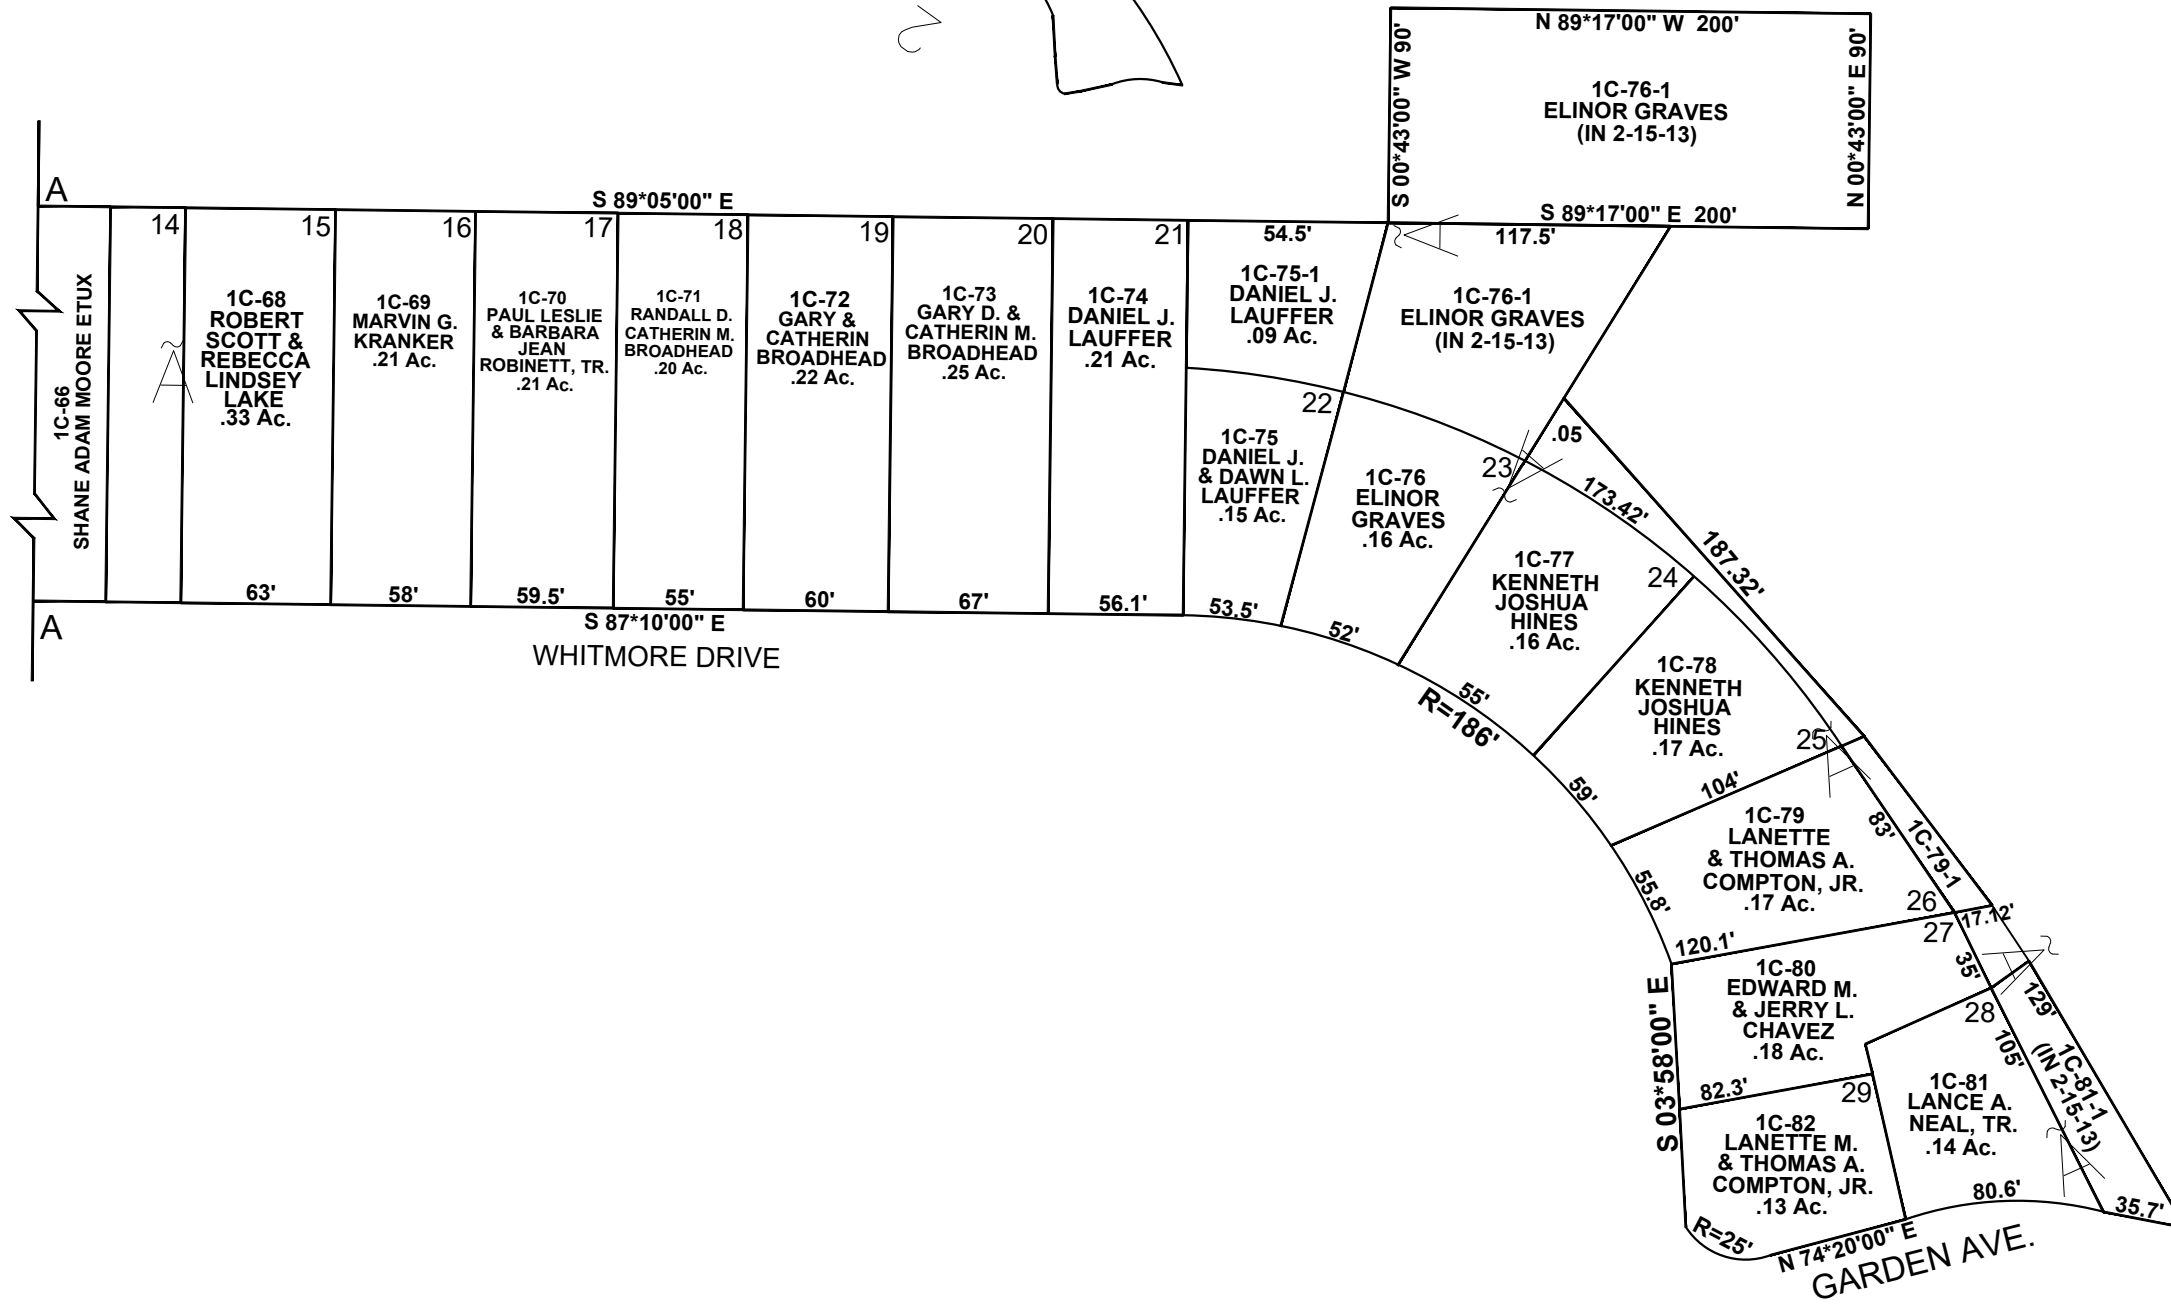 N 89*17'00" W 200'
S 00*43'00" W 90'
1C-76-1
ELINOR GRAVES
(IN 2-15-13)
N 00*43'00" E 90'
S 89*17'00" E 200'
A
S 89*05'00" E
14
15
16
17
18
19
20
21
54.5'
117.5'
1C-66
SHANE ADAM MOORE ETUX
1C-68
ROBERT
SCOTT &
REBECCA
LINDSEY
LAKE
.33 Ac.
1C-69
MARVIN G.
KRANKER
.21 Ac.
1C-70
PAUL LESLIE
& BARBARA
JEAN
ROBINETT, TR.
.21 Ac.
1C-71
RANDALL D.
CATHERIN M.
BROADHEAD
.20 Ac.
1C-72
GARY &
CATHERIN
BROADHEAD
.22 Ac.
1C-73
GARY D. &
CATHERIN M.
BROADHEAD
.25 Ac.
1C-74
DANIEL J.
LAUFFER
.21 Ac.
1C-75-1
DANIEL J.
LAUFFER
.09 Ac.
1C-76-1
ELINOR GRAVES
(IN 2-15-13)
22
1C-75
DANIEL J.
& DAWN L.
LAUFFER
.15 Ac.
.05
23
1C-76
ELINOR
GRAVES
.16 Ac.
173.42'
187.32'
1C-77
KENNETH
JOSHUA
HINES
.16 Ac.
24
63'
58'
59.5'
55'
60'
67'
56.1'
53.5'
52'
A
S 87*10'00" E
WHITMORE DRIVE
1C-78
KENNETH
JOSHUA
HINES
.17 Ac.
55'
R=186'
25
59'
104'
83'
1C-79-1
1C-79
LANETTE
& THOMAS A.
COMPTON, JR.
.17 Ac.
55.8'
26
17.12'
27
120.1'
35'
1C-80
EDWARD M.
& JERRY L.
CHAVEZ
.18 Ac.
S 03*58'00" E
28
129'
105'
1C-81-1
(IN 2-15-13)
82.3'
29
1C-81
LANCE A.
NEAL, TR.
.14 Ac.
1C-82
LANETTE M.
& THOMAS A.
COMPTON, JR.
.13 Ac.
80.6'
35.7'
R=25'
N 74*20'00" E
GARDEN AVE.